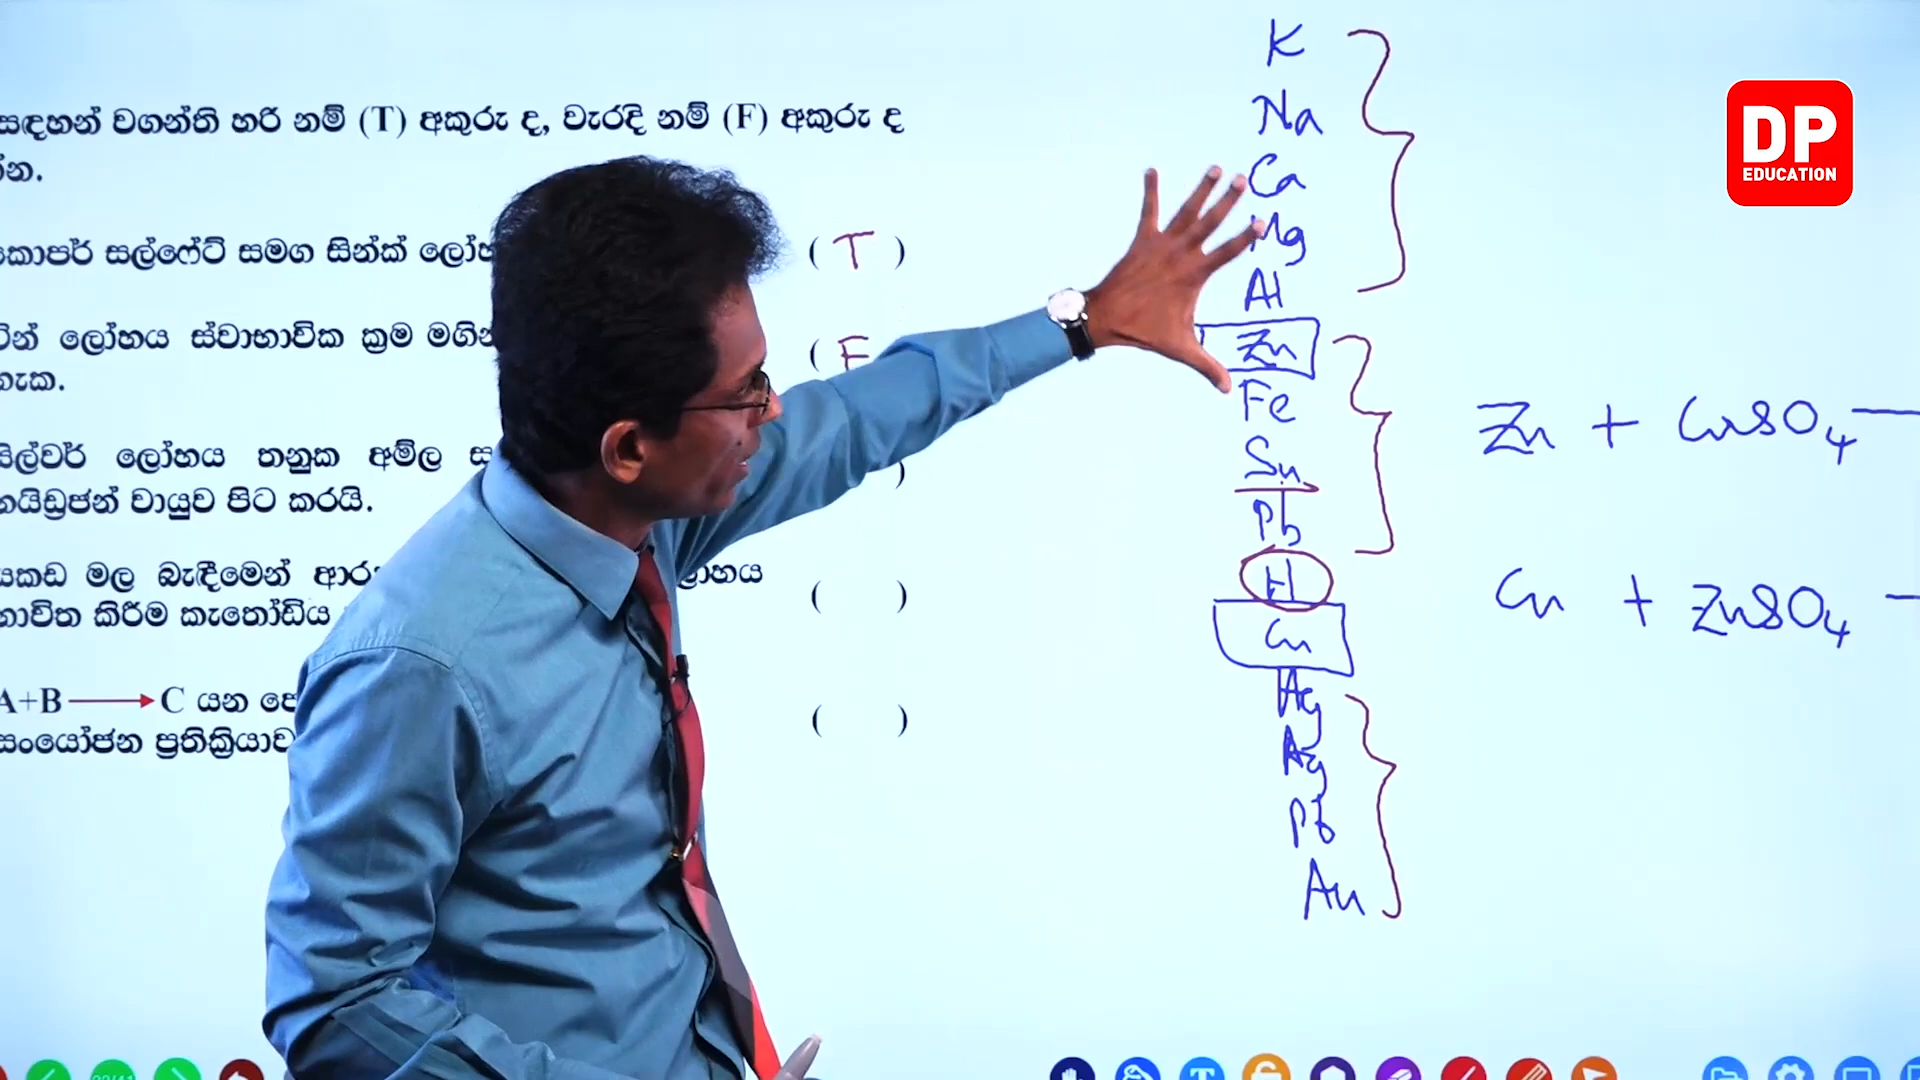 සඳහන් වගන්ති හරි නම් (T) අකුරු ද, වැරදි නම් (F) අකුරු ද
න්න.
කොපර් සල්ෆේට් සමග සින්ක් ලෝහ ( T )
ටින් ලෝහය ස්වාභාවික ක්‍රම මගින් ( F
නැක.
සිල්වර් ලෝහය තනුක අම්ල ස )
හයිඩ්‍රජන් වායුව පිට කරයි.
යකඩ මල බැඳීමෙන් ආර ලෝහය ( )
භාවිත කිරීම කැතෝඩිය
A+B → C යන ( )
සංයෝජන ප්‍රතික්‍රියාව
K
Na
Ca
Mg
Al
Zn
Fe
Sn
Pb
H
Cu
Hg
Ag
Pt
Au
Zn + CuSO4
Cu + ZnSO4
DP
EDUCATION